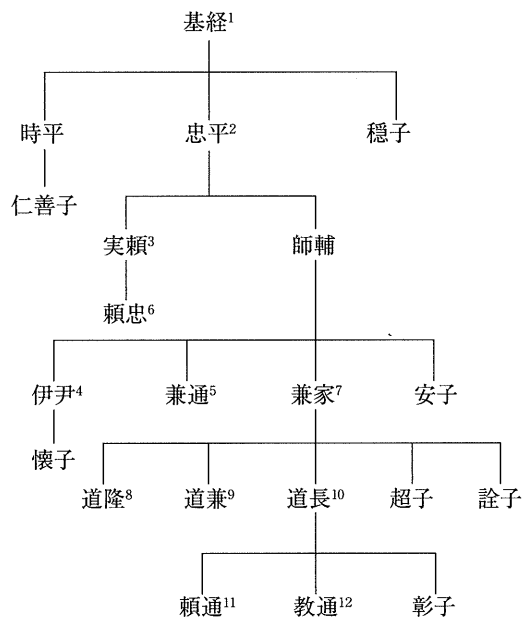 基経¹
時平 忠平² 穏子
仁善子
実頼³ 師輔
頼忠⁶
伊尹⁴ 兼通⁵ 兼家⁷ 安子
懐子
道隆⁸ 道兼⁹ 道長¹⁰ 超子 詮子
頼通¹¹ 教通¹² 彰子